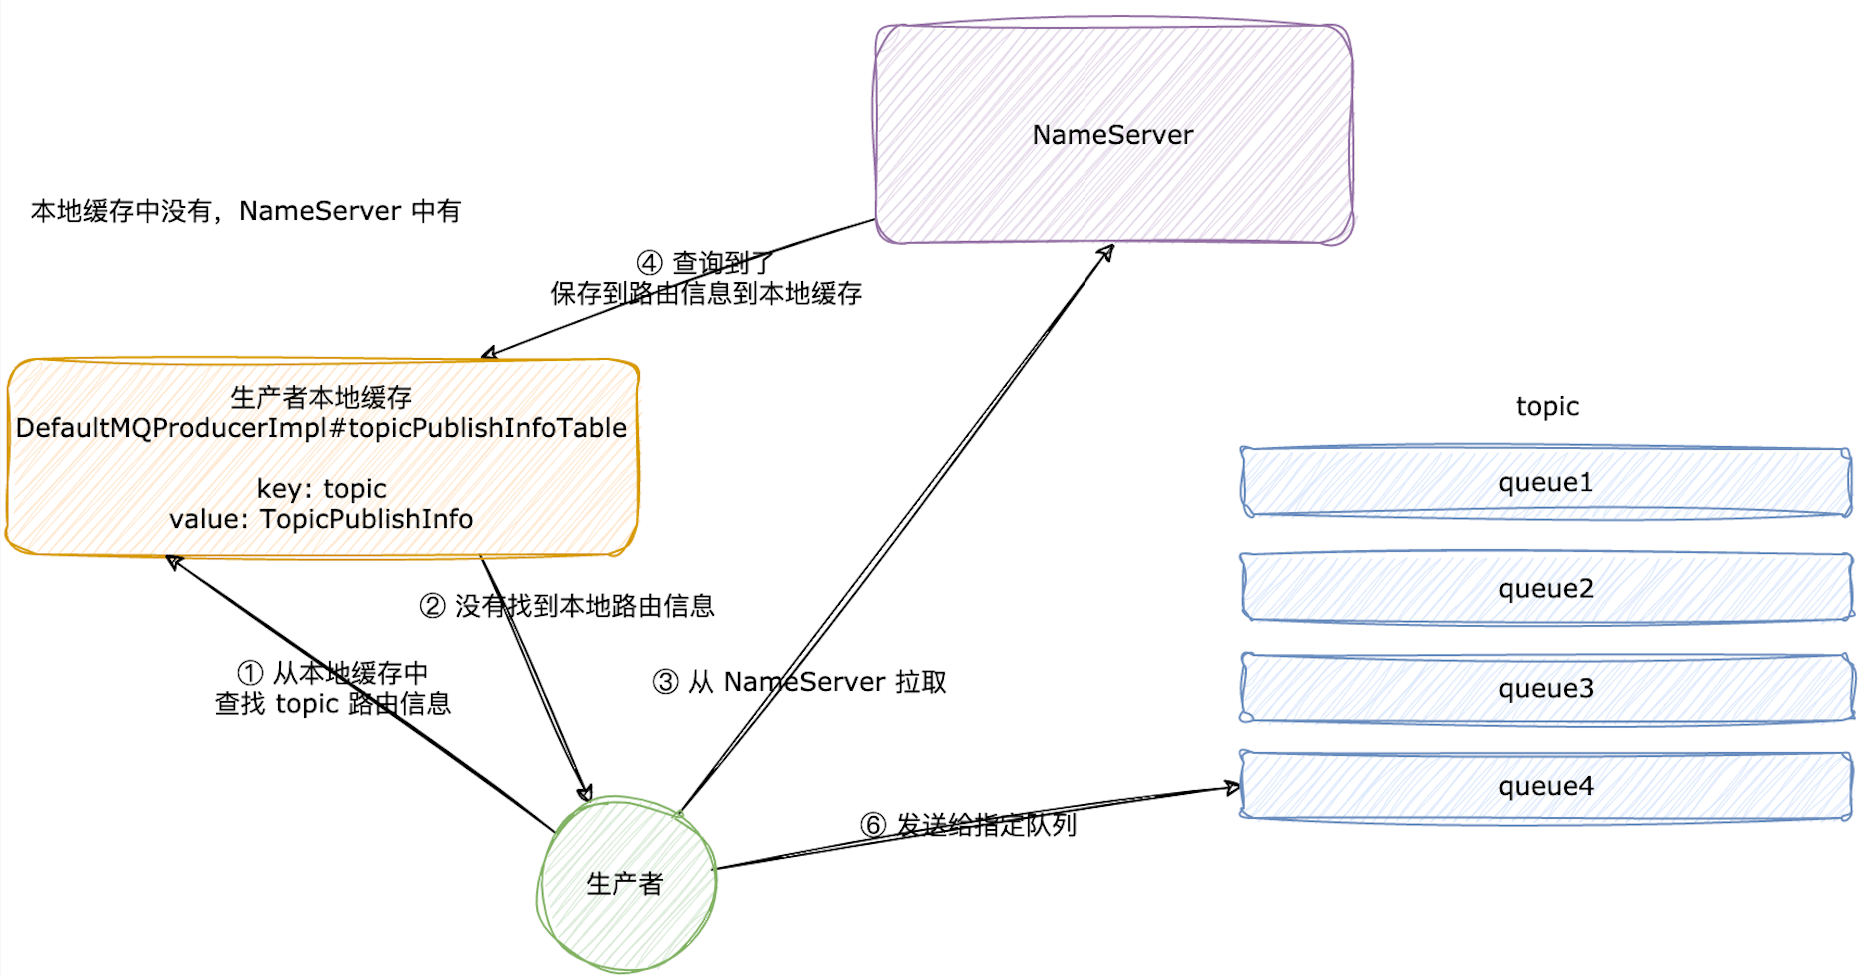 NameServer
本地缓存中没有，NameServer 中有
④ 查询到了
保存到路由信息到本地缓存
生产者本地缓存
DefaultMQProducerImpl#topicPublishInfoTable
key: topic
value: TopicPublishInfo
topic
queue1
queue2
queue3
queue4
② 没有找到本地路由信息
① 从本地缓存中
查找 topic 路由信息
③ 从 NameServer 拉取
⑥ 发送给指定队列
生产者